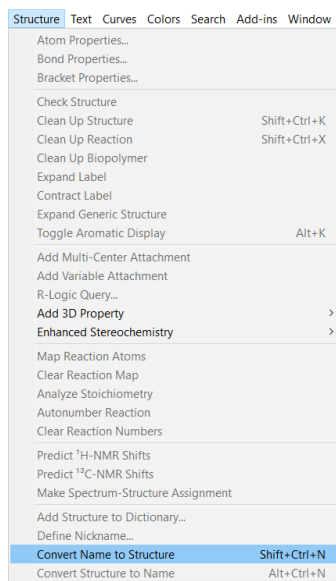 Structure Text Curves Colors Search Add-ins Window
Atom Properties...
Bond Properties...
Bracket Properties...
Check Structure
Clean Up Structure Shift+Ctrl+K
Clean Up Reaction Shift+Ctrl+X
Clean Up Biopolymer
Expand Label
Contract Label
Expand Generic Structure
Toggle Aromatic Display Alt+K
Add Multi-Center Attachment
Add Variable Attachment
R-Logic Query...
Add 3D Property >
Enhanced Stereochemistry >
Map Reaction Atoms
Clear Reaction Map
Analyze Stoichiometry
Autonumber Reaction
Clear Reaction Numbers
Predict ¹H-NMR Shifts
Predict ¹³C-NMR Shifts
Make Spectrum-Structure Assignment
Add Structure to Dictionary...
Define Nickname...
Convert Name to Structure Shift+Ctrl+N
Convert Structure to Name Alt+Ctrl+N